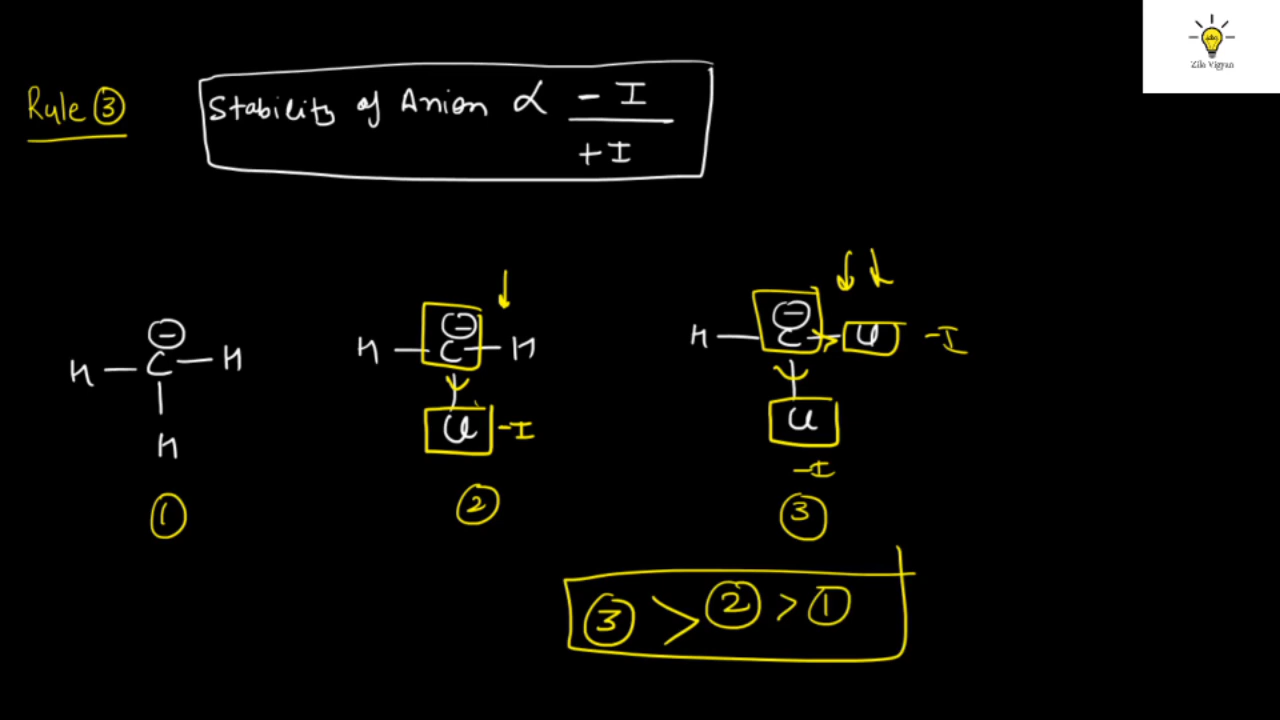 Zila Vigyan
Rule ③ Stability of Anion ∝ -I
+I
⊖ ⊖ ⊖
H-C-H H-C-H H-C-Cl -I
H Cl -I Cl
-I
① ② ③
③ > ② > ①